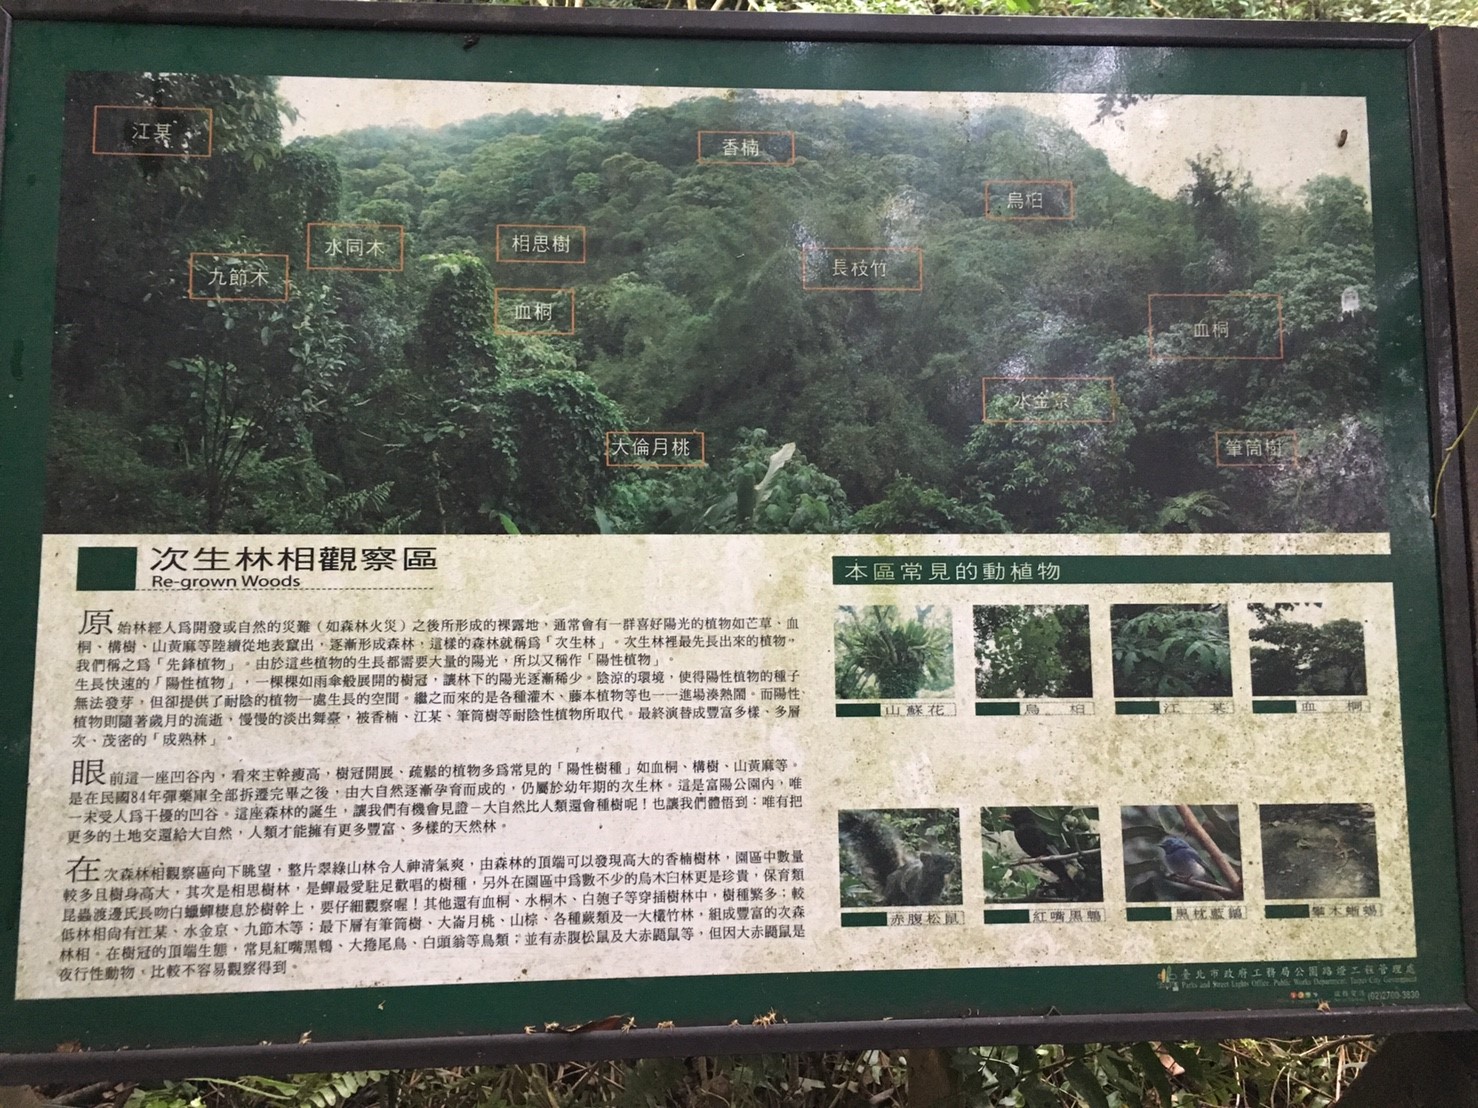 江某
香楠
烏桕
水同木
相思樹
九節木
長枝竹
血桐
血桐
水金京
大倫月桃
筆筒樹
次生林相觀察區
Re-grown Woods
原始林經人為開發或自然的災難（如森林火災）之後所形成的裸露地，通常會有一群喜好陽光的植物如芒草、血
桐、構樹、山黃麻等陸續從地表竄出，逐漸形成森林，這樣的森林就稱為「次生林」。次生林裡最先長出來的植物，
我們稱之為「先鋒植物」。由於這些植物的生長都需要大量的陽光，所以又稱作「陽性植物」。
生長快速的「陽性植物」，一棵棵如雨傘般展開的樹冠，讓林下的陽光逐漸稀少。陰涼的環境，使得陽性植物的種子
無法發芽，但卻提供了耐陰的植物一處生長的空間。繼之而來的是各種灌木、藤本植物等也一一進場湊熱鬧。而陽性
植物則隨著歲月的流逝，慢慢的淡出舞臺，被香楠、江某、筆筒樹等耐陰性植物所取代。最終演替成豐富多樣、多層
次、茂密的「成熟林」。
眼前這一座凹谷內，看來主幹瘦高，樹冠開展、疏鬆的植物多為常見的「陽性樹種」如血桐、構樹、山黃麻等。
是在民國84年彈藥庫全部拆遷完畢之後，由大自然逐漸孕育而成的，仍屬於幼年期的次生林。這是富陽公園內，唯
一未受人為干擾的凹谷。這座森林的誕生，讓我們有機會見證－大自然比人類還會種樹呢！也讓我們體悟到：唯有把
更多的土地交還給大自然，人類才能擁有更多豐富、多樣的天然林。
在次森林相觀察區向下眺望，整片翠綠山林令人神清氣爽，由森林的頂端可以發現高大的香楠樹林，園區中數量
較多且樹身高大，其次是相思樹林，是蟬最愛駐足歡唱的樹種，另外在園區中為數不少的烏木臼林更是珍貴，保育類
昆蟲渡邊氏長吻白蠟蟬棲息於樹幹上，要仔細觀察喔！其他還有血桐、水桐木、白匏子等穿插樹林中，樹種繁多；較
低林相尚有江某、水金京、九節木等；最下層有筆筒樹、大崙月桃、山棕、各種蕨類及一大欉竹林，組成豐富的次森
林相。在樹冠的頂端生態，常見紅嘴黑鵯、大捲尾鳥、白頭翁等鳥類；並有赤腹松鼠及大赤鼯鼠等，但因大赤鼯鼠是
夜行性動物，比較不容易觀察得到。
本區常見的動植物
山蘇花
烏桕
江某
血桐
赤腹松鼠
紅嘴黑鵯
黑枕藍鶲
攀木蜥蜴
臺北市政府工務局公園路燈工程管理處
Parks and Street Lights Office, Public Works Department, Taipei City Government
(02)2700-3830